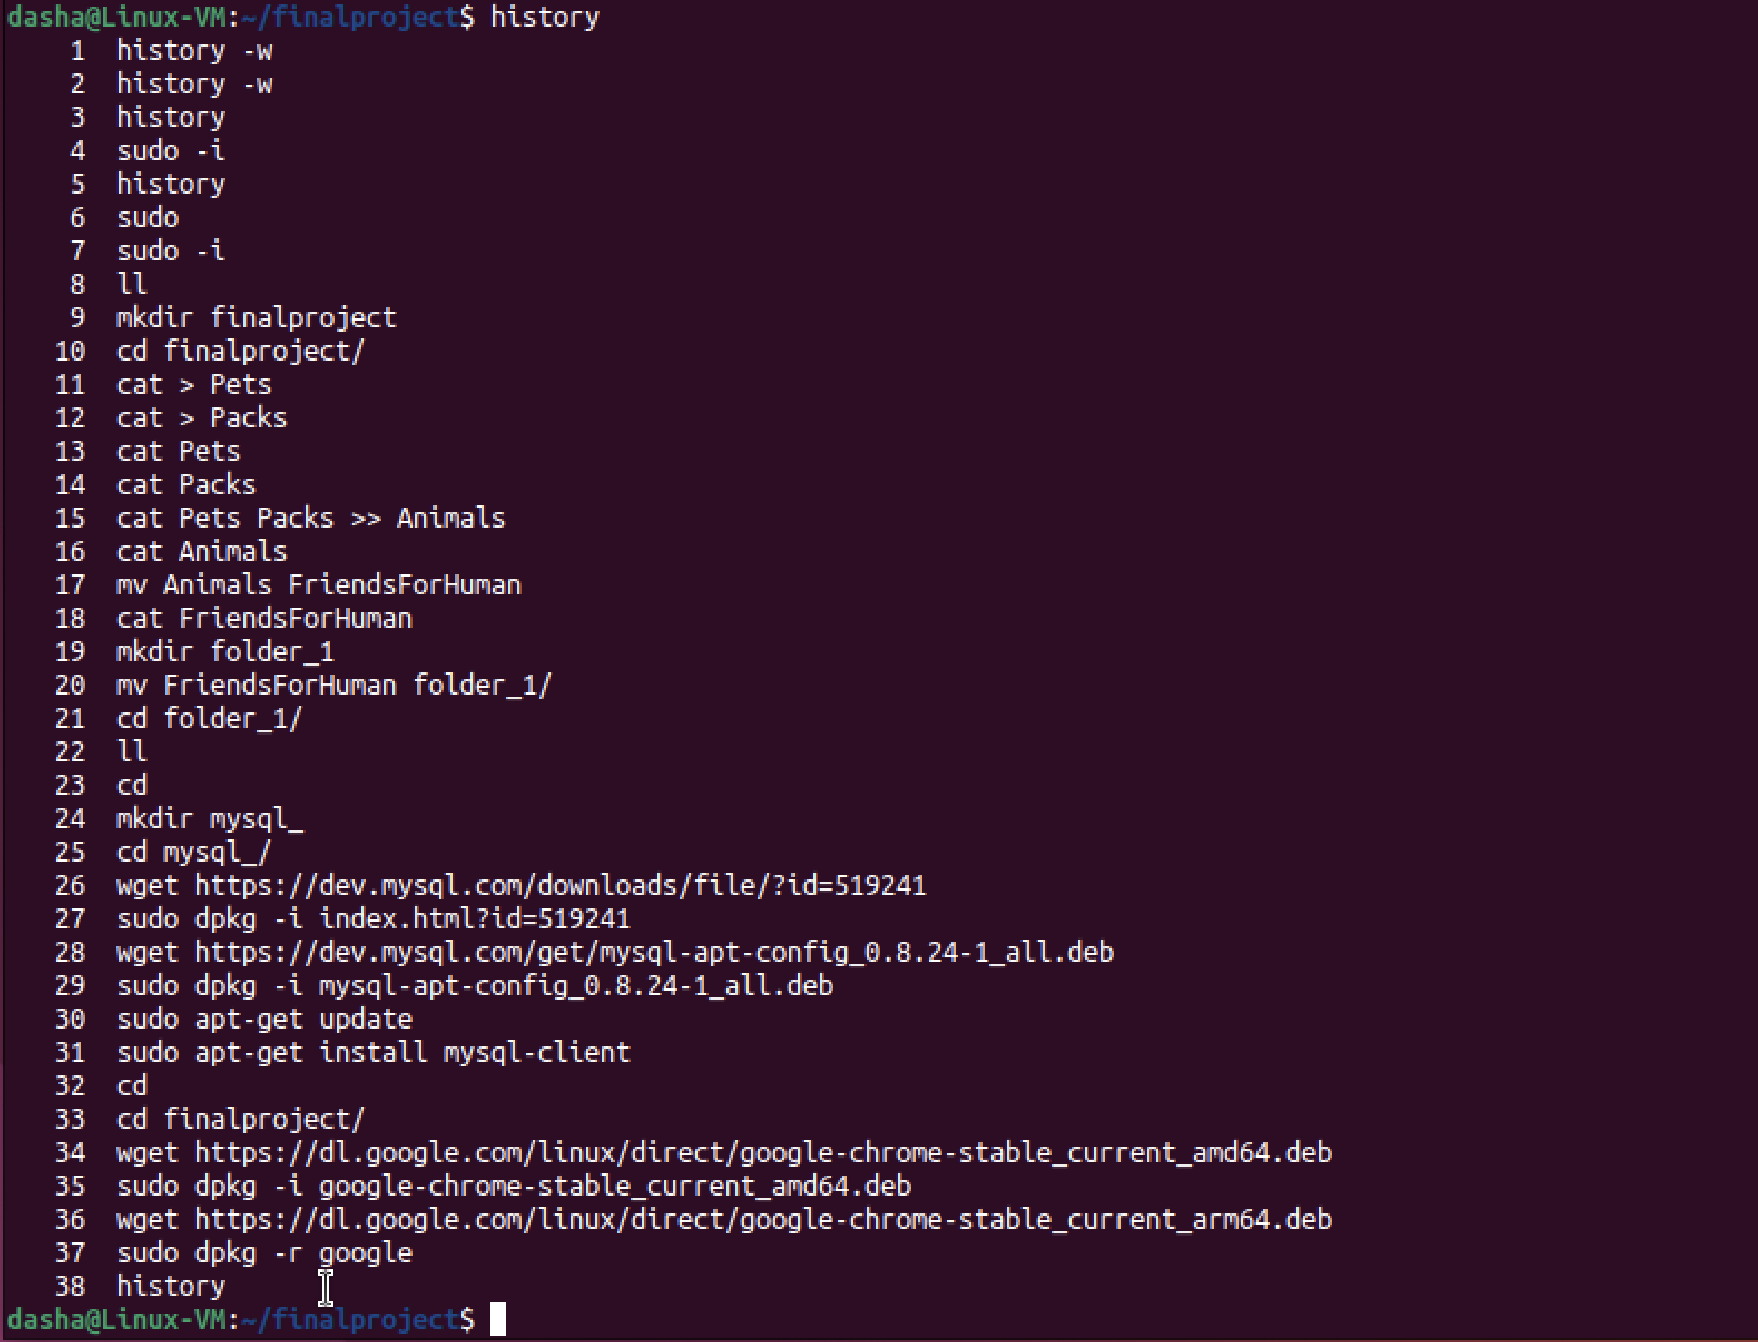 dasha@Linux-VM:~/finalproject$ history
1 history -w
2 history -w
3 history
4 sudo -i
5 history
6 sudo
7 sudo -i
8 ll
9 mkdir finalproject
10 cd finalproject/
11 cat > Pets
12 cat > Packs
13 cat Pets
14 cat Packs
15 cat Pets Packs >> Animals
16 cat Animals
17 mv Animals FriendsForHuman
18 cat FriendsForHuman
19 mkdir folder_1
20 mv FriendsForHuman folder_1/
21 cd folder_1/
22 ll
23 cd
24 mkdir mysql_
25 cd mysql_/
26 wget https://dev.mysql.com/downloads/file/?id=519241
27 sudo dpkg -i index.html?id=519241
28 wget https://dev.mysql.com/get/mysql-apt-config_0.8.24-1_all.deb
29 sudo dpkg -i mysql-apt-config_0.8.24-1_all.deb
30 sudo apt-get update
31 sudo apt-get install mysql-client
32 cd
33 cd finalproject/
34 wget https://dl.google.com/linux/direct/google-chrome-stable_current_amd64.deb
35 sudo dpkg -i google-chrome-stable_current_amd64.deb
36 wget https://dl.google.com/linux/direct/google-chrome-stable_current_arm64.deb
37 sudo dpkg -r google
38 history
dasha@Linux-VM:~/finalproject$